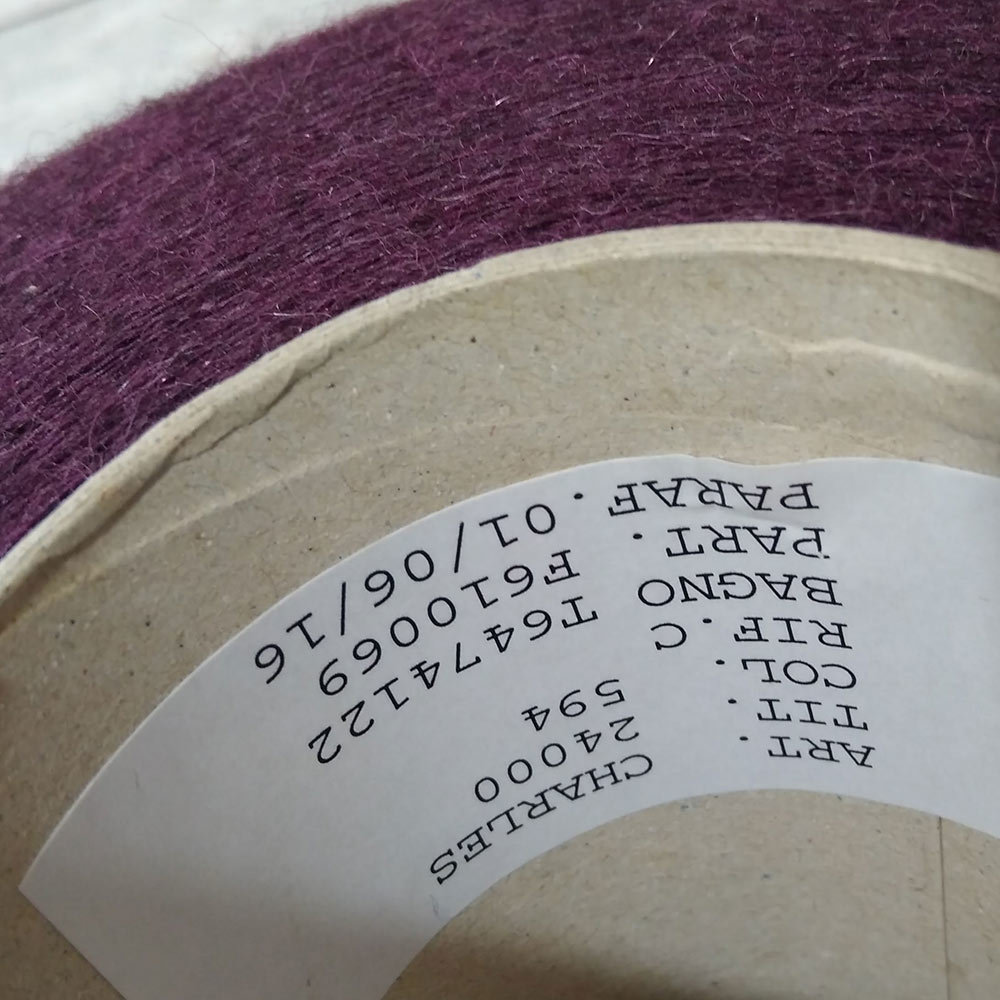 ART. CHARLES
TIT. 24000
COL. 594
RIF.C
BAGNO T6474122
PART. F610069
PARAF. 01/06/16